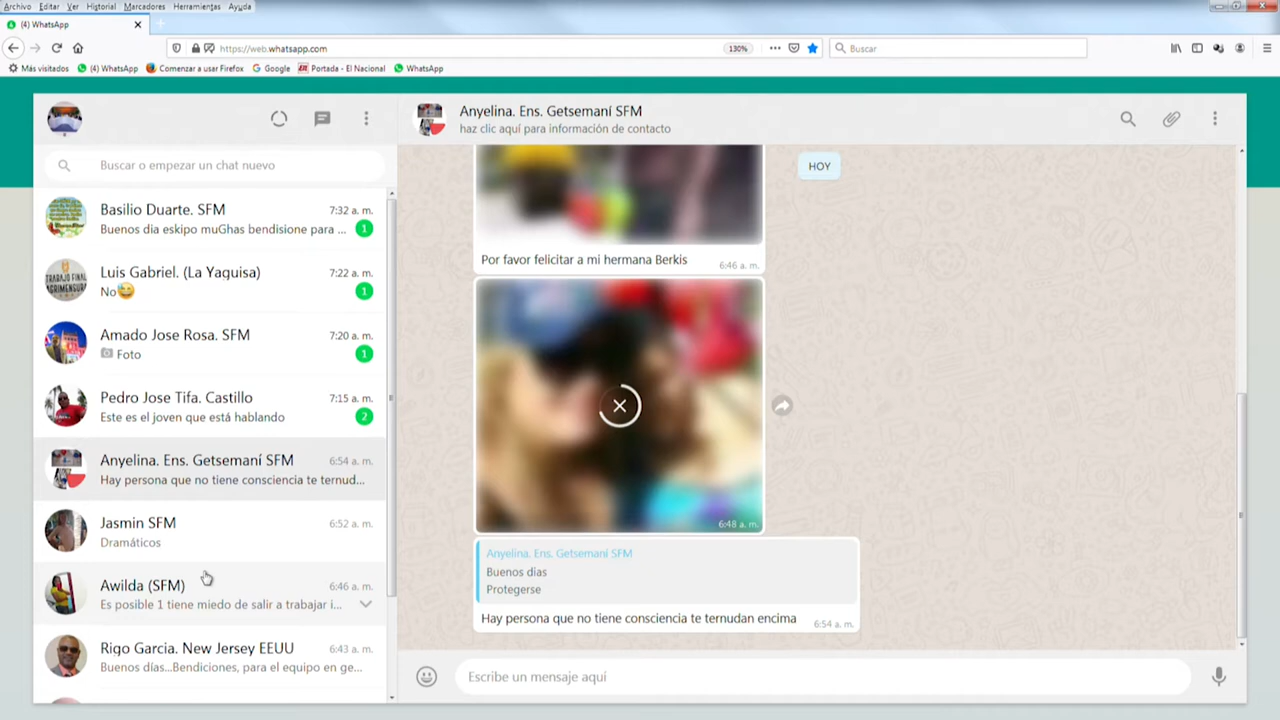 Archivo Editar Ver Historial Marcadores Herramientas Ayuda
(4) WhatsApp
https://web.whatsapp.com
130%
Buscar
Más visitados
(4) WhatsApp
Comenzar a usar Firefox
Google
Portada - El Nacional
WhatsApp
Buscar o empezar un chat nuevo
Basilio Duarte. SFM 7:32 a. m.
Buenos dia eskipo muGhas bendisione para ... 1
Luis Gabriel. (La Yaquisa) 7:22 a. m.
No 1
TRABAJO FINAL
Amado Jose Rosa. SFM 7:20 a. m.
Foto 1
Pedro Jose Tifa. Castillo 7:15 a. m.
Este es el joven que está hablando 2
Anyelina. Ens. Getsemaní SFM 6:54 a. m.
Hay persona que no tiene consciencia te ternud...
Jasmin SFM 6:52 a. m.
Dramáticos
Awilda (SFM) 6:46 a. m.
Es posible 1 tiene miedo de salir a trabajar i...
Rigo Garcia. New Jersey EEUU 6:43 a. m.
Buenos días...Bendiciones, para el equipo en ge...
Anyelina. Ens. Getsemaní SFM
haz clic aquí para información de contacto
HOY
Por favor felicitar a mi hermana Berkis
6:46 a. m.
6:48 a. m.
Anyelina. Ens. Getsemaní SFM
Buenos días
Protegerse
Hay persona que no tiene consciencia te ternudan encima
6:54 a. m.
Escribe un mensaje aquí